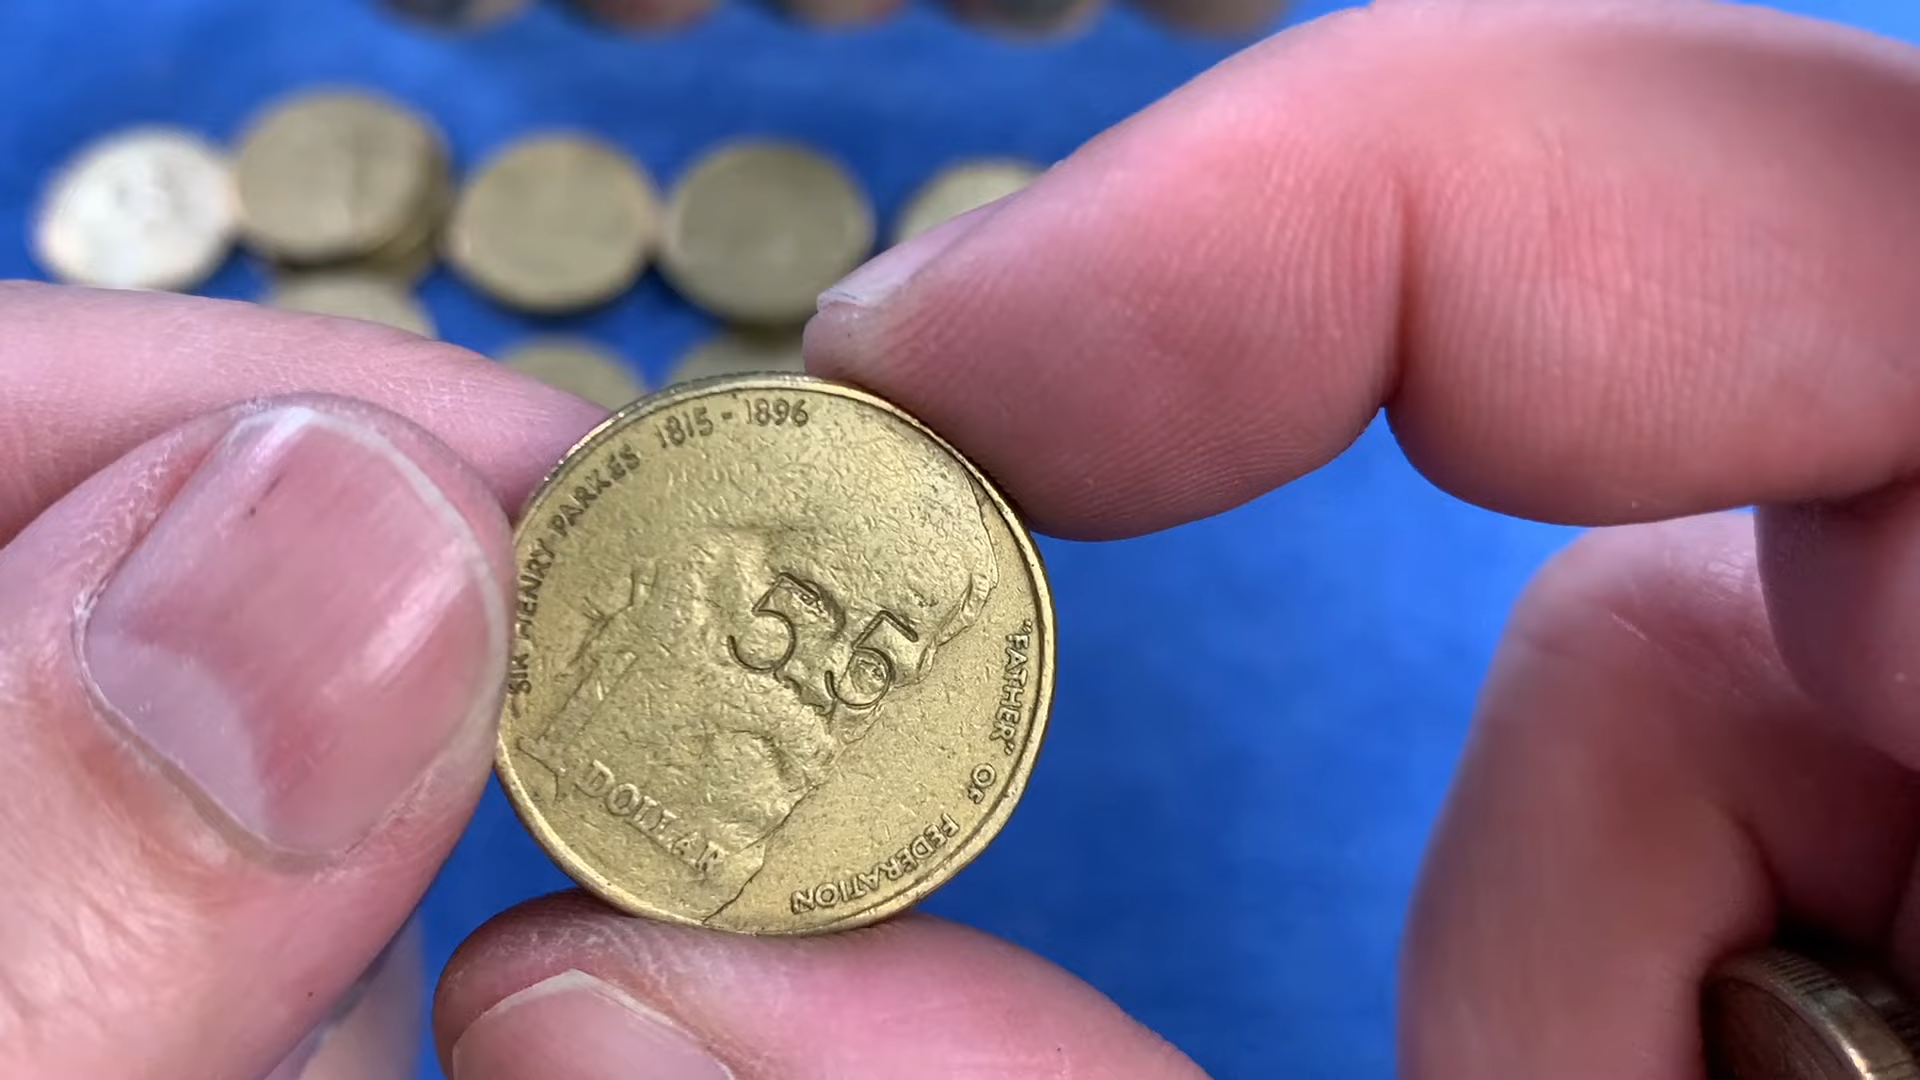 SIR HENRY PARKES 1815 - 1896
55
DOLLAR
"FATHER" OF FEDERATION